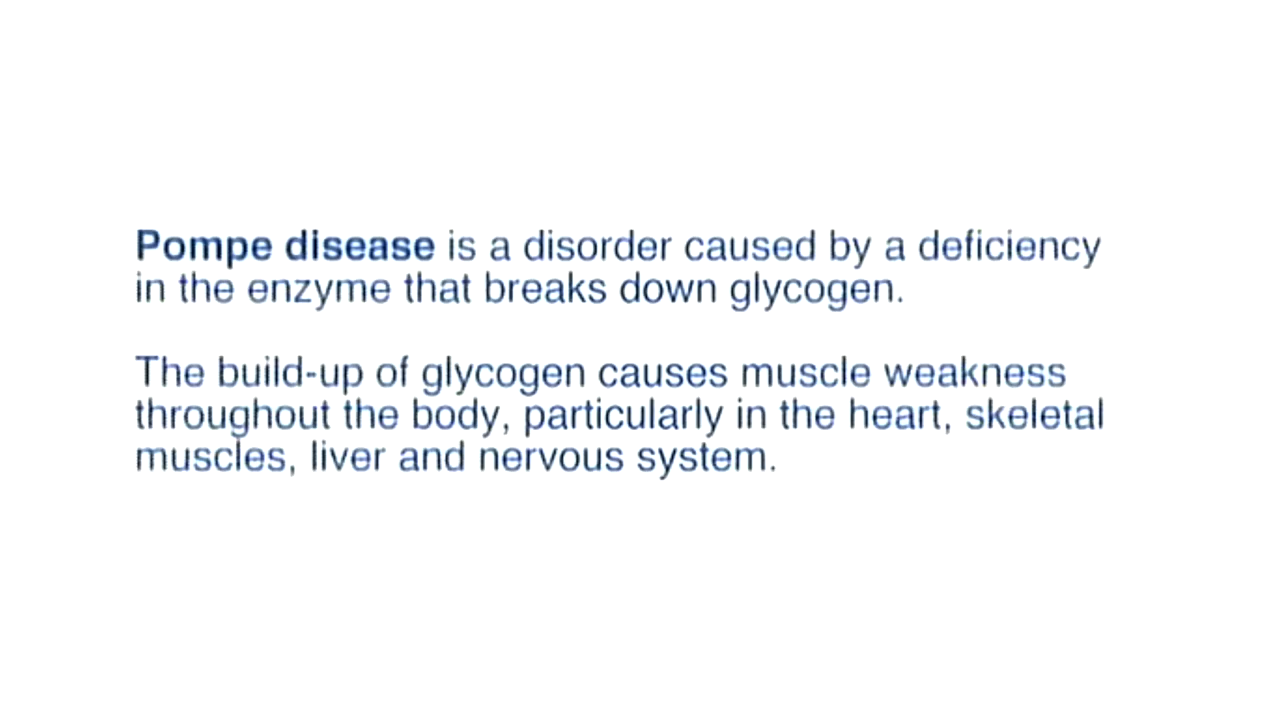 Pompe disease is a disorder caused by a deficiency
in the enzyme that breaks down glycogen.
The build-up of glycogen causes muscle weakness
throughout the body, particularly in the heart, skeletal
muscles, liver and nervous system.